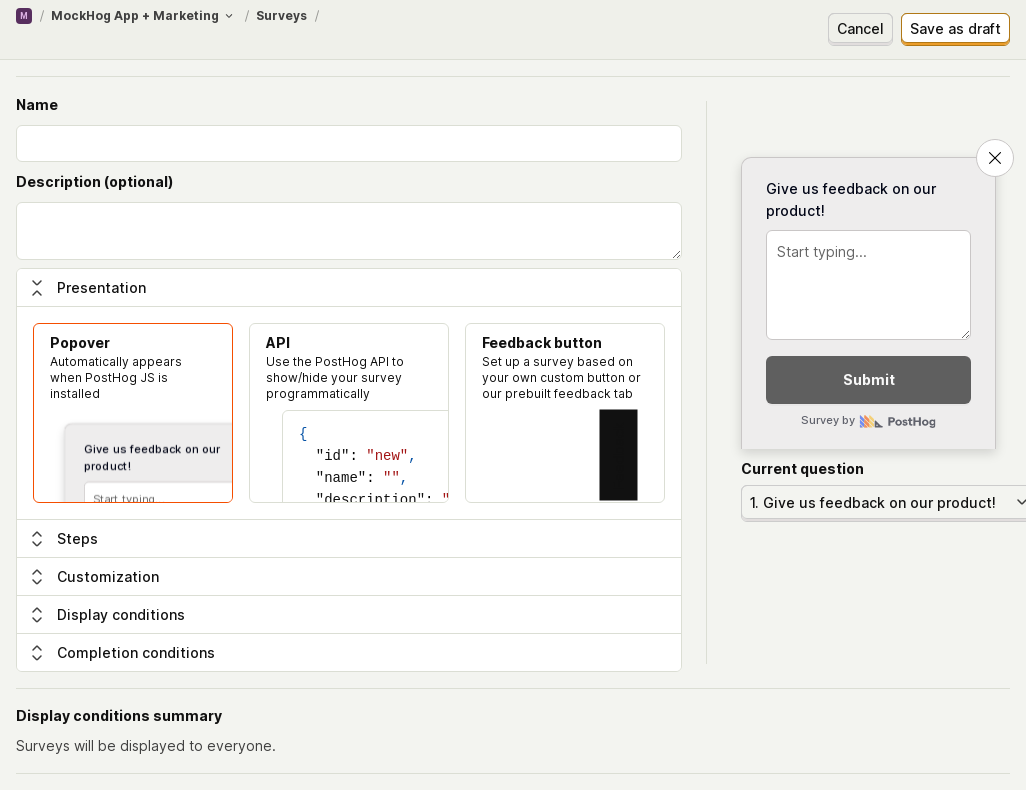 M / MockHog App + Marketing / Surveys /
Cancel
Save as draft
Name
Description (optional)
Presentation
Popover
Automatically appears
when PostHog JS is
installed
Give us feedback on our
product!
Start typing
API
Use the PostHog API to
show/hide your survey
programmatically
{
"id": "new",
"name": "",
"description": "
Feedback button
Set up a survey based on
your own custom button or
our prebuilt feedback tab
Steps
Customization
Display conditions
Completion conditions
Give us feedback on our
product!
Start typing...
Submit
Survey by PostHog
Current question
1. Give us feedback on our product!
Display conditions summary
Surveys will be displayed to everyone.